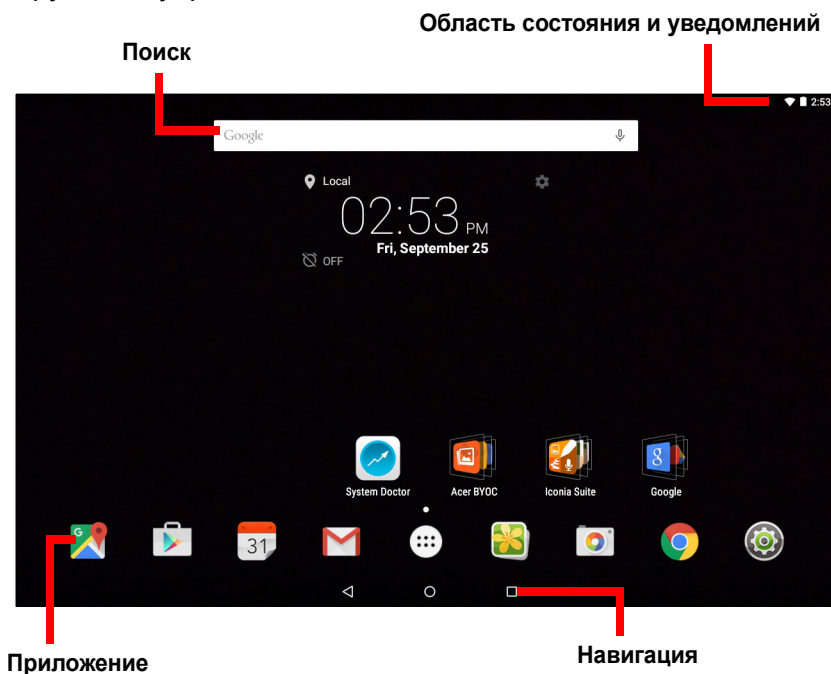 Область состояния и уведомлений
Поиск
2:53
Google
Local
02:53 PM
Fri, September 25
OFF
System Doctor
Acer BYOC
Iconia Suite
8
Google
G
31
Приложение
Навигация